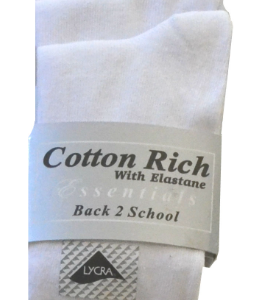 Cotton Rich
With Elastane
Essentials
Back 2 School
LYCRA